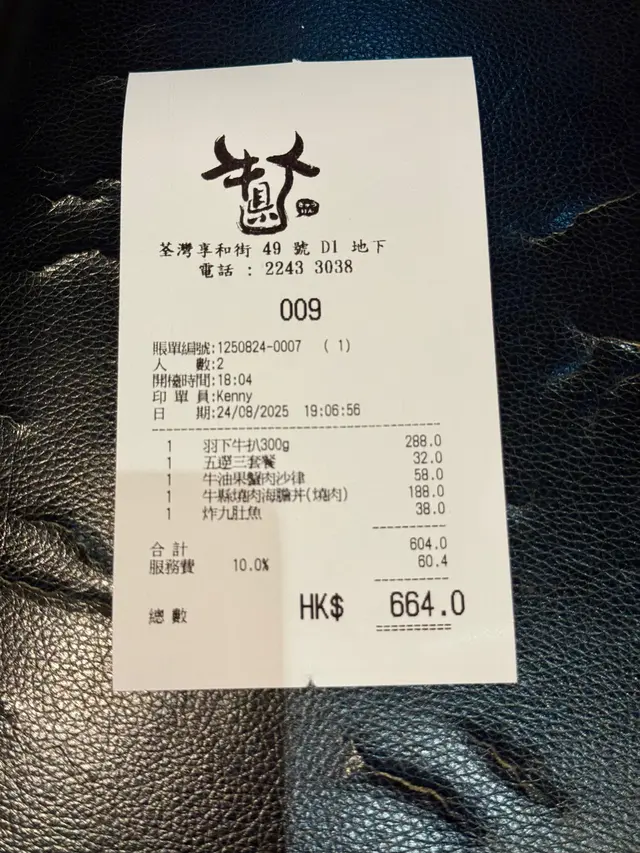 牛縣
荃灣享和街 49 號 D1 地下
電話 : 2243 3038
009
賬單編號:1250824-0007 ( 1)
人 數:2
開檯時間:18:04
印 單 員:Kenny
日 期:24/08/2025 19:06:56
1 羽下牛扒300g 288.0
1 五選三套餐 32.0
1 牛油果蟹肉沙律 58.0
1 牛縣燒肉海膽丼(燒肉) 188.0
1 炸九肚魚 38.0
合 計 604.0
服務費 10.0% 60.4
總 數 HK$ 664.0